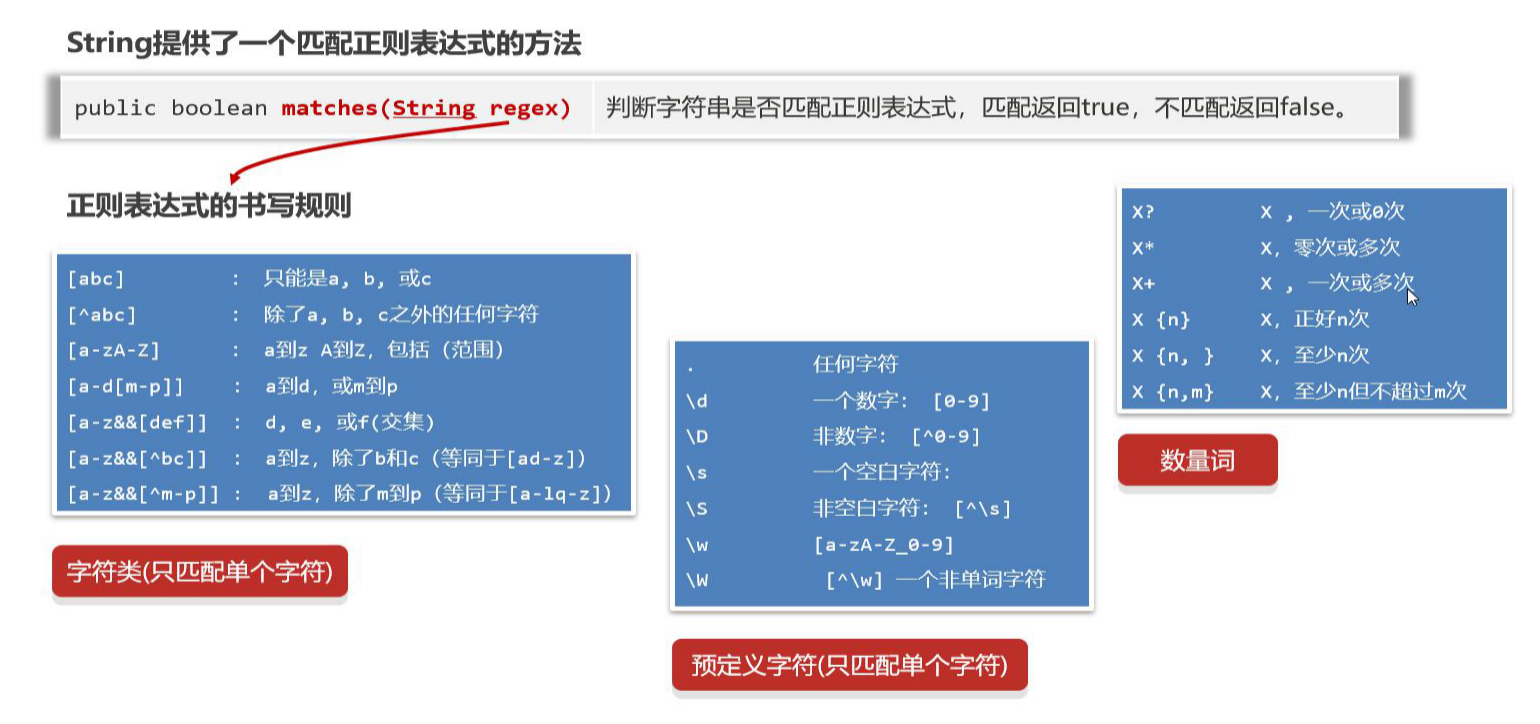 String提供了一个匹配正则表达式的方法
public boolean matches(String regex) 判断字符串是否匹配正则表达式，匹配返回true，不匹配返回false。
正则表达式的书写规则
[abc] : 只能是a, b, 或c
[^abc] : 除了a, b, c之外的任何字符
[a-zA-Z] : a到z A到Z，包括（范围）
[a-d[m-p]] : a到d，或m到p
[a-z&&[def]] : d, e, 或f(交集)
[a-z&&[^bc]] : a到z，除了b和c（等同于[ad-z]）
[a-z&&[^m-p]] : a到z，除了m到p（等同于[a-lq-z]）
字符类(只匹配单个字符)
. 任何字符
\d 一个数字： [0-9]
\D 非数字： [^0-9]
\s 一个空白字符：
\S 非空白字符： [^\s]
\w [a-zA-Z_0-9]
\W [^\w] 一个非单词字符
预定义字符(只匹配单个字符)
X? X , 一次或0次
X* X, 零次或多次
X+ X , 一次或多次
X {n} X, 正好n次
X {n, } X, 至少n次
X {n,m} X, 至少n但不超过m次
数量词